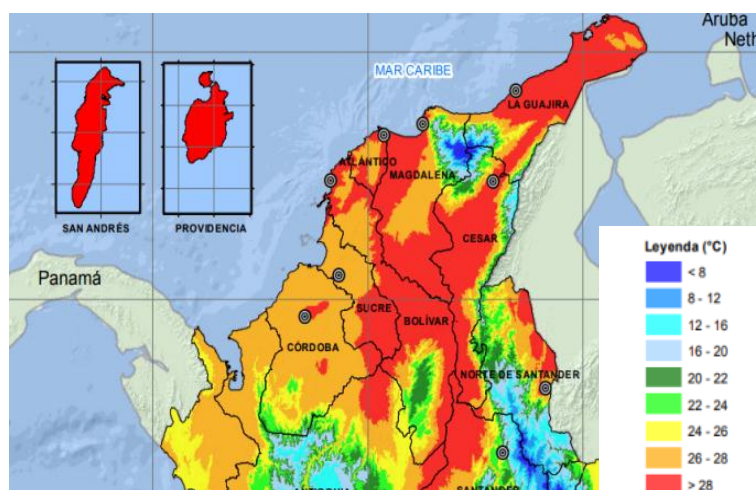 Aruba
Neth
MAR CARIBE
LA GUAJIRA
ATLÁNTICO
MAGDALENA
SAN ANDRÉS
PROVIDENCIA
CESAR
Panamá
SUCRE
BOLÍVAR
CÓRDOBA
NORTE DE SANTANDER
Leyenda (°C)
< 8
8 - 12
12 - 16
16 - 20
20 - 22
22 - 24
24 - 26
26 - 28
> 28